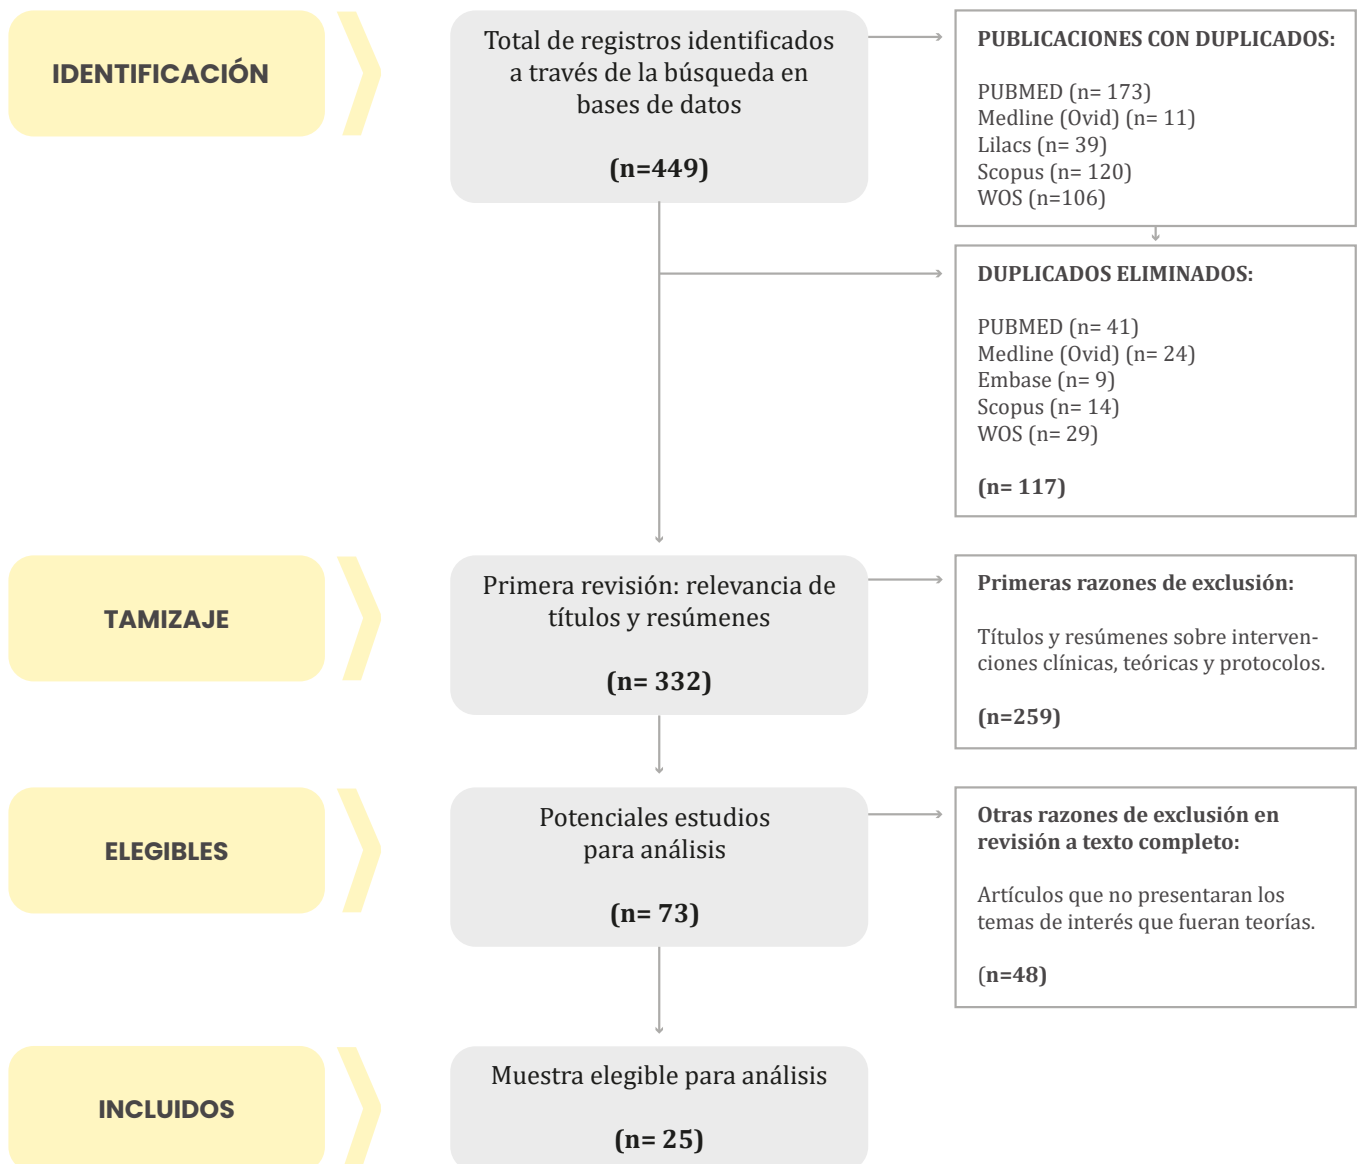 IDENTIFICACIÓN
Total de registros identificados
a través de la búsqueda en
bases de datos
(n=449)
PUBLICACIONES CON DUPLICADOS:
PUBMED (n= 173)
Medline (Ovid) (n= 11)
Lilacs (n= 39)
Scopus (n= 120)
WOS (n=106)
DUPLICADOS ELIMINADOS:
PUBMED (n= 41)
Medline (Ovid) (n= 24)
Embase (n= 9)
Scopus (n= 14)
WOS (n= 29)
(n= 117)
TAMIZAJE
Primera revisión: relevancia de
títulos y resúmenes
(n= 332)
Primeras razones de exclusión:
Títulos y resúmenes sobre interven-
ciones clínicas, teóricas y protocolos.
(n=259)
ELEGIBLES
Potenciales estudios
para análisis
(n= 73)
Otras razones de exclusión en
revisión a texto completo:
Artículos que no presentaran los
temas de interés que fueran teorías.
(n=48)
INCLUIDOS
Muestra elegible para análisis
(n= 25)